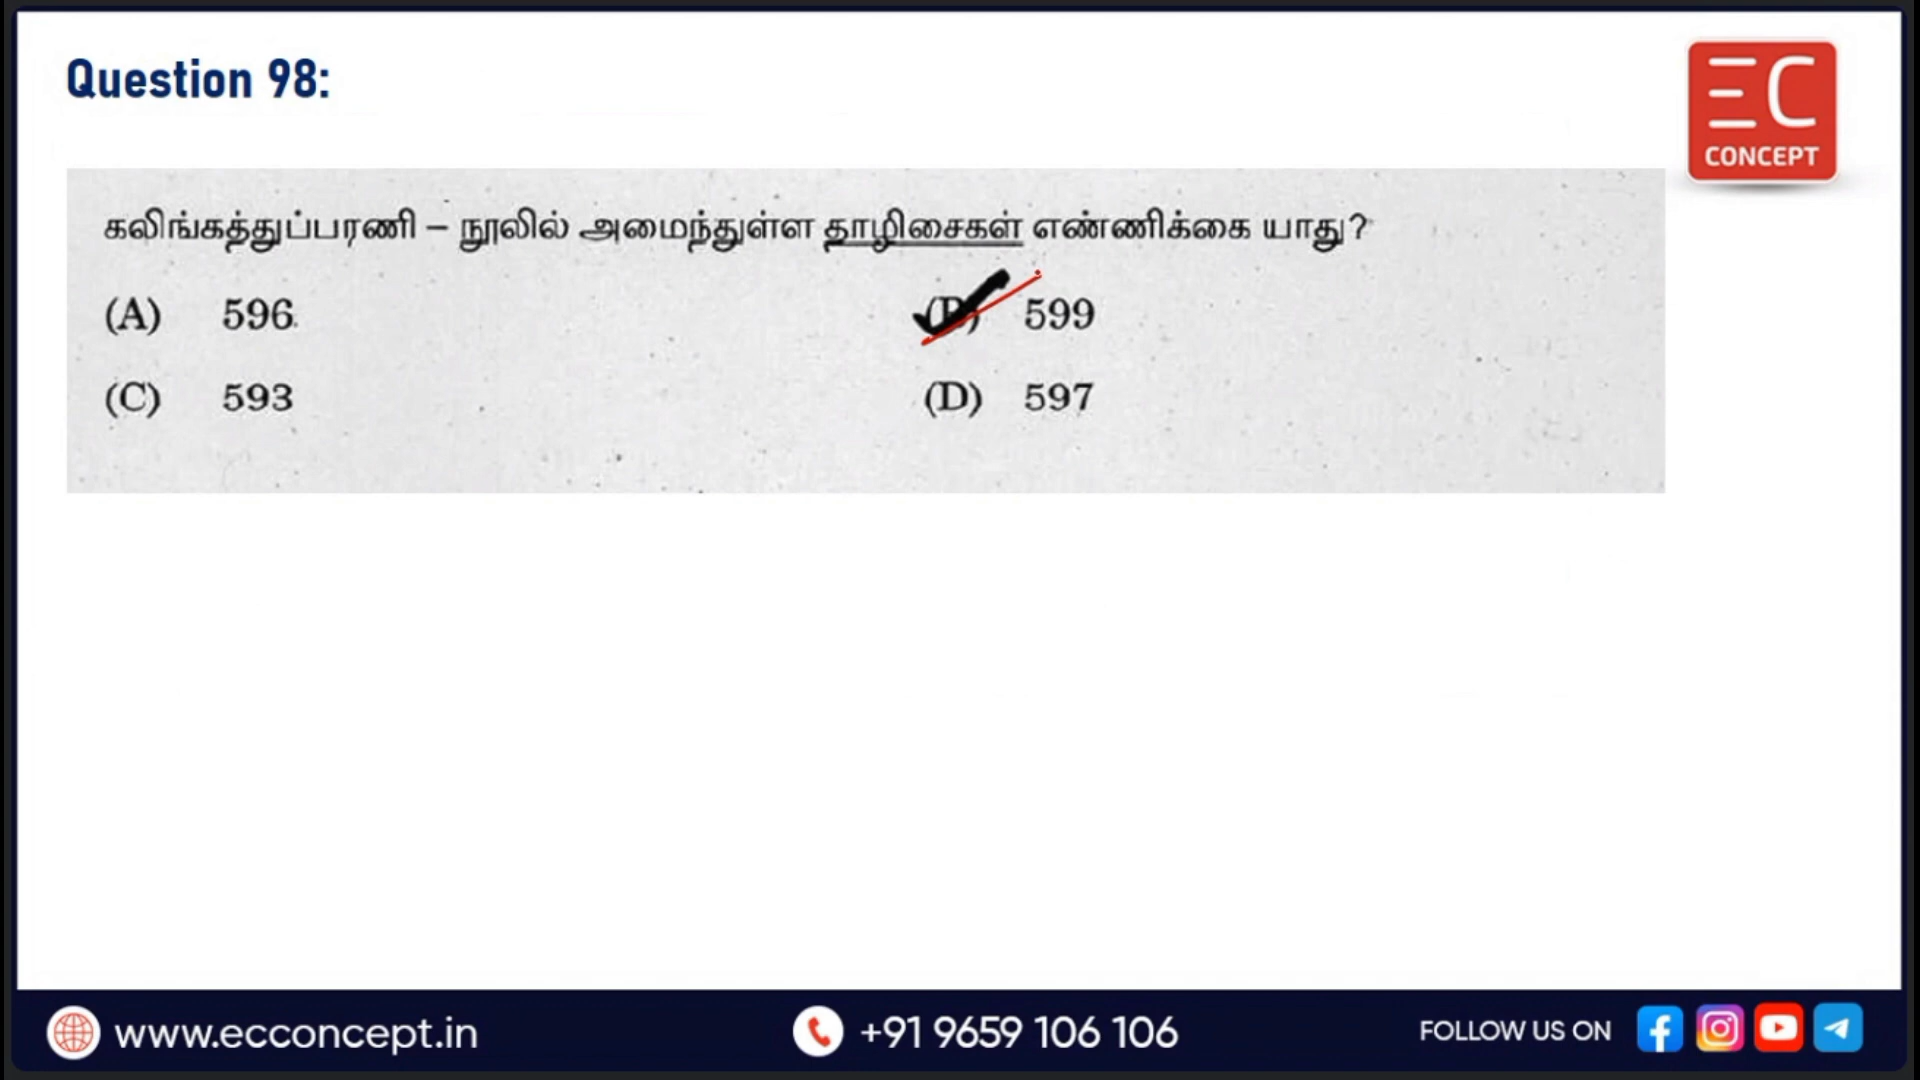 Question 98:
EC
CONCEPT
கலிங்கத்துப்பரணி – நூலில் அமைந்துள்ள தாழிசைகள் எண்ணிக்கை யாது?
(A) 596
(B) 599
(C) 593
(D) 597
www.ecconcept.in
+91 9659 106 106
FOLLOW US ON